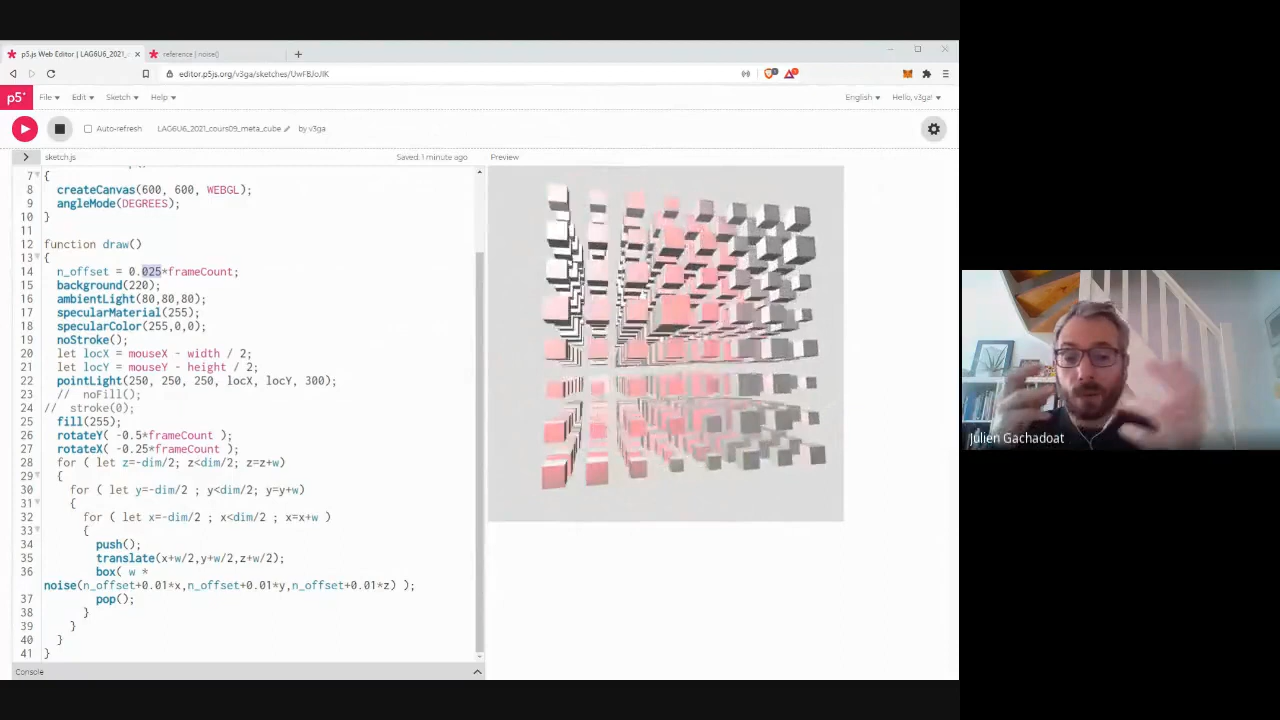 p5.js Web Editor | LAG6U6_2021_
reference | noise()
editor.p5js.org/v3ga/sketches/UwFBJoJlK
p5*
File
Edit
Sketch
Help
English
Hello, v3ga!
Auto-refresh
LAG6U6_2021_cours09_meta_cube
by v3ga
sketch.js
Saved: 1 minute ago
Preview
7 {
8 createCanvas(600, 600, WEBGL);
9 angleMode(DEGREES);
10 }
11
12 function draw()
13 {
14 n_offset = 0.025*frameCount;
15 background(220);
16 ambientLight(80,80,80);
17 specularMaterial(255);
18 specularColor(255,0,0);
19 noStroke();
20 let locX = mouseX - width / 2;
21 let locY = mouseY - height / 2;
22 pointLight(250, 250, 250, locX, locY, 300);
23 // noFill();
24 // stroke(0);
25 fill(255);
26 rotateY( -0.5*frameCount );
27 rotateX( -0.25*frameCount );
28 for ( let z=-dim/2; z<dim/2; z=z+w)
29 {
30 for ( let y=-dim/2 ; y<dim/2; y=y+w)
31 {
32 for ( let x=-dim/2 ; x<dim/2 ; x=x+w )
33 {
34 push();
35 translate(x+w/2,y+w/2,z+w/2);
36 box( w *
noise(n_offset+0.01*x,n_offset+0.01*y,n_offset+0.01*z) );
37 pop();
38 }
39 }
40 }
41 }
Console
Julien Gachadoat